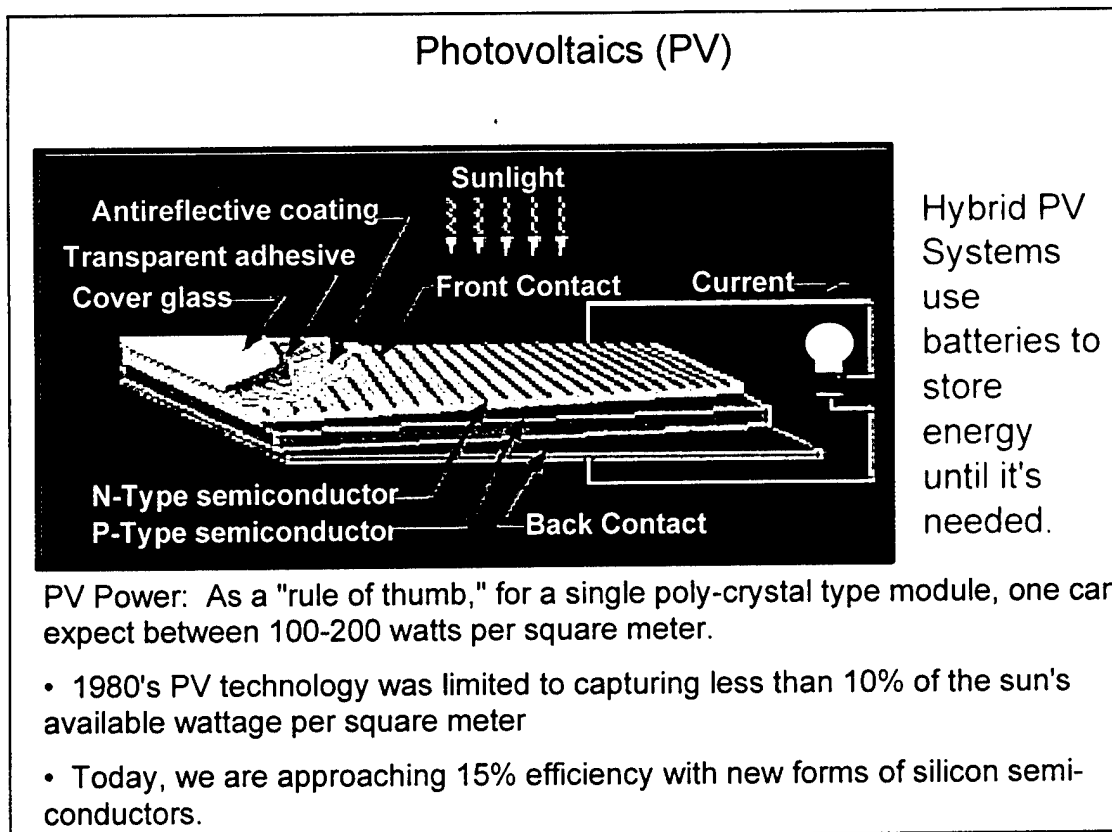 Photovoltaics (PV)
Sunlight
Antireflective coating
Transparent adhesive
Cover glass
Front Contact
Current
N-Type semiconductor
P-Type semiconductor
Back Contact
Hybrid PV
Systems
use
batteries to
store
energy
until it's
needed.
PV Power: As a "rule of thumb," for a single poly-crystal type module, one can
expect between 100-200 watts per square meter.
• 1980's PV technology was limited to capturing less than 10% of the sun's
available wattage per square meter
• Today, we are approaching 15% efficiency with new forms of silicon semi-
conductors.